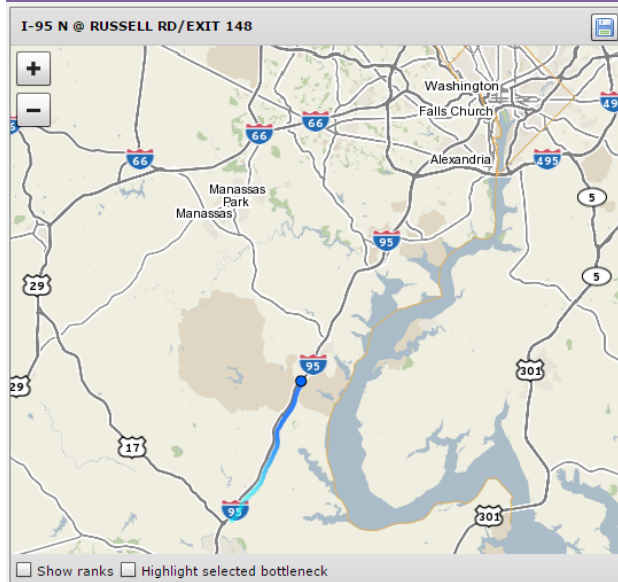 I-95 N @ RUSSELL RD/EXIT 148
+
−
Washington
Falls Church
49
66
66
66
Alexandria
495
5
Manassas
Park
Manassas
95
5
29
95
301
29
17
95
301
Show ranks
Highlight selected bottleneck